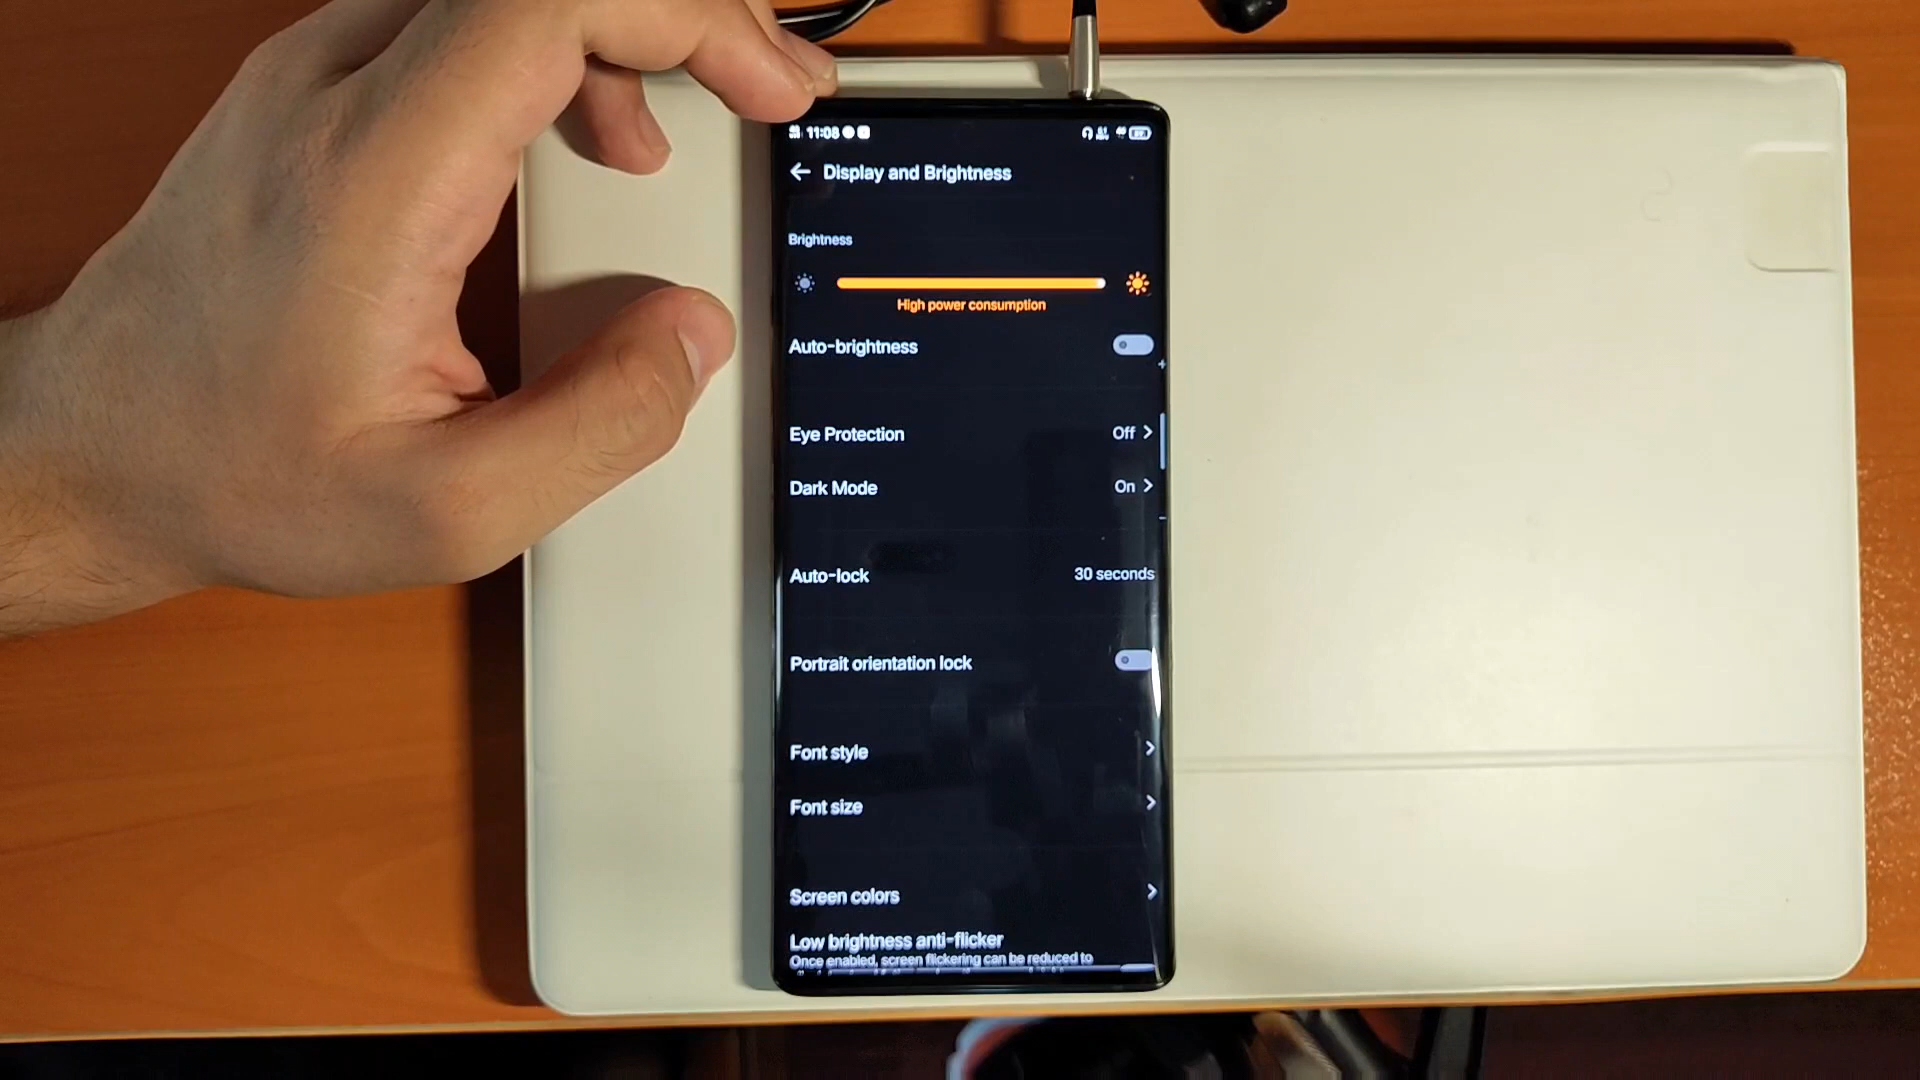 11:08
Display and Brightness
Brightness
High power consumption
Auto-brightness
Eye Protection Off
Dark Mode On
Auto-lock 30 seconds
Portrait orientation lock
Font style
Font size
Screen colors
Low brightness anti-flicker
Once enabled, screen flickering can be reduced to